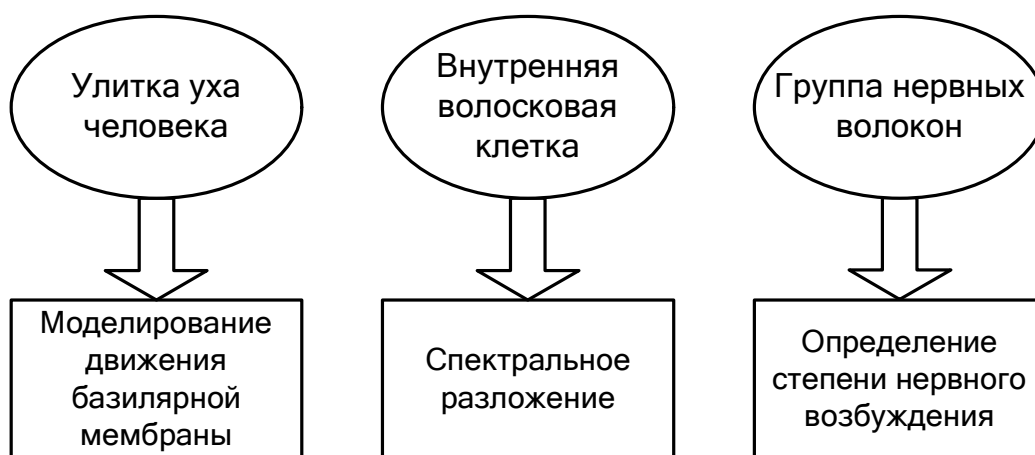 Улитка уха
человека
Внутренняя
волосковая
клетка
Группа нервных
волокон
Моделирование
движения
базилярной
мембраны
Спектральное
разложение
Определение
степени нервного
возбуждения